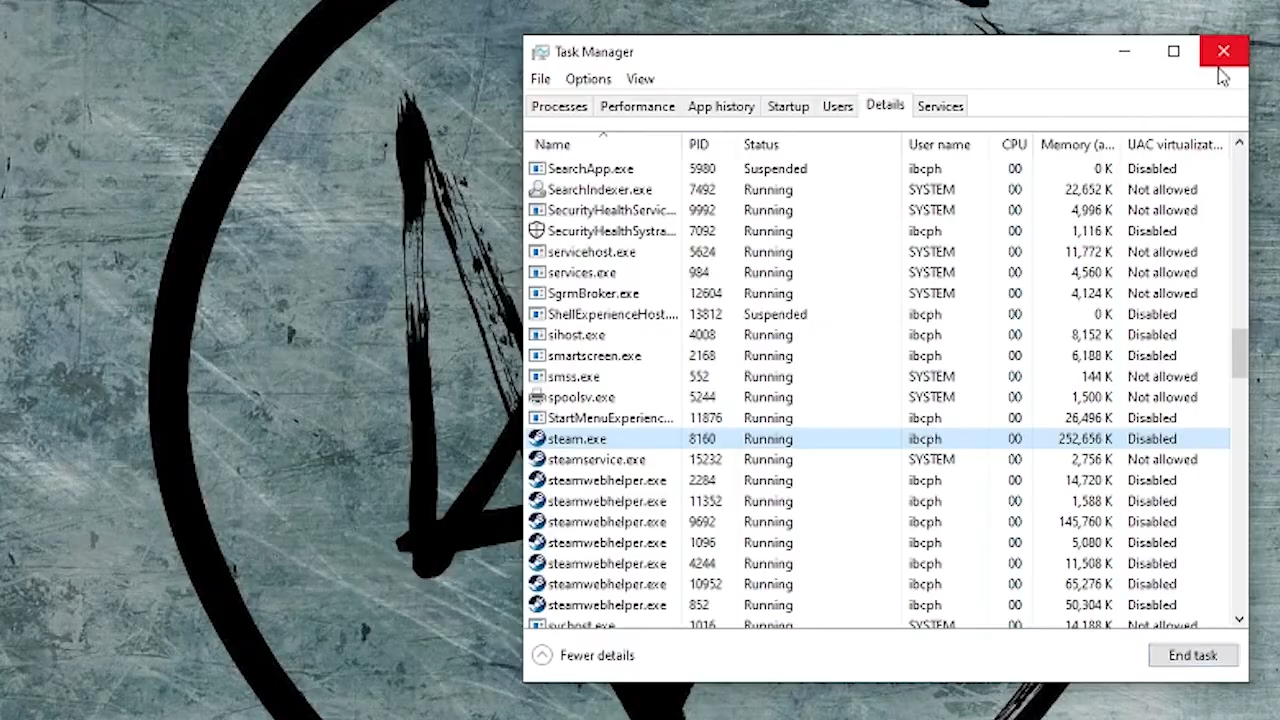 Task Manager
File Options View
Processes Performance App history Startup Users Details Services
Name PID Status User name CPU Memory (a... UAC virtualizat...
SearchApp.exe 5980 Suspended ibcph 00 0 K Disabled
SearchIndexer.exe 7492 Running SYSTEM 00 22,652 K Not allowed
SecurityHealthServic... 9992 Running SYSTEM 00 4,996 K Not allowed
SecurityHealthSystra... 7092 Running ibcph 00 1,116 K Disabled
servicehost.exe 5624 Running SYSTEM 00 11,772 K Not allowed
services.exe 984 Running SYSTEM 00 4,560 K Not allowed
SgrmBroker.exe 12604 Running SYSTEM 00 4,124 K Not allowed
ShellExperienceHost.... 13812 Suspended ibcph 00 0 K Disabled
sihost.exe 4008 Running ibcph 00 8,152 K Disabled
smartscreen.exe 2168 Running ibcph 00 6,188 K Disabled
smss.exe 552 Running SYSTEM 00 144 K Not allowed
spoolsv.exe 5244 Running SYSTEM 00 1,500 K Not allowed
StartMenuExperienc... 11876 Running ibcph 00 26,496 K Disabled
steam.exe 8160 Running ibcph 00 252,656 K Disabled
steamservice.exe 15232 Running SYSTEM 00 2,756 K Not allowed
steamwebhelper.exe 2284 Running ibcph 00 14,720 K Disabled
steamwebhelper.exe 11352 Running ibcph 00 1,588 K Disabled
steamwebhelper.exe 9692 Running ibcph 00 145,760 K Disabled
steamwebhelper.exe 1096 Running ibcph 00 5,080 K Disabled
steamwebhelper.exe 4244 Running ibcph 00 11,508 K Disabled
steamwebhelper.exe 10952 Running ibcph 00 65,276 K Disabled
steamwebhelper.exe 852 Running ibcph 00 50,304 K Disabled
svchost.exe 1016 Running SYSTEM 00 14,188 K Not allowed
Fewer details End task